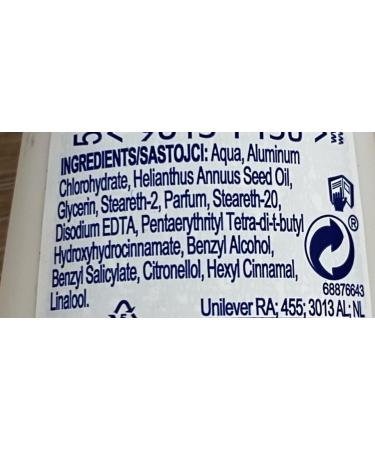 INGREDIENTS/SASTOJCI: Aqua, Aluminum
Chlorohydrate, Helianthus Annuus Seed Oil,
Glycerin, Steareth-2, Parfum, Steareth-20,
Disodium EDTA, Pentaerythrityl Tetra-di-t-butyl
Hydroxyhydrocinnamate, Benzyl Alcohol,
Benzyl Salicylate, Citronellol, Hexyl Cinnamal,
Linalool.
®
68876643
Unilever RA; 455; 3013 AL; NL